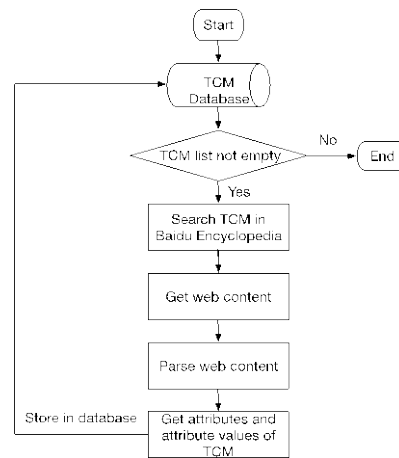 Start
TCM
Database
TCM list not empty
No
End
Yes
Search TCM in
Baidu Encyclopedia
Get web content
Parse web content
Store in database
Get attributes and
attribute values of
TCM